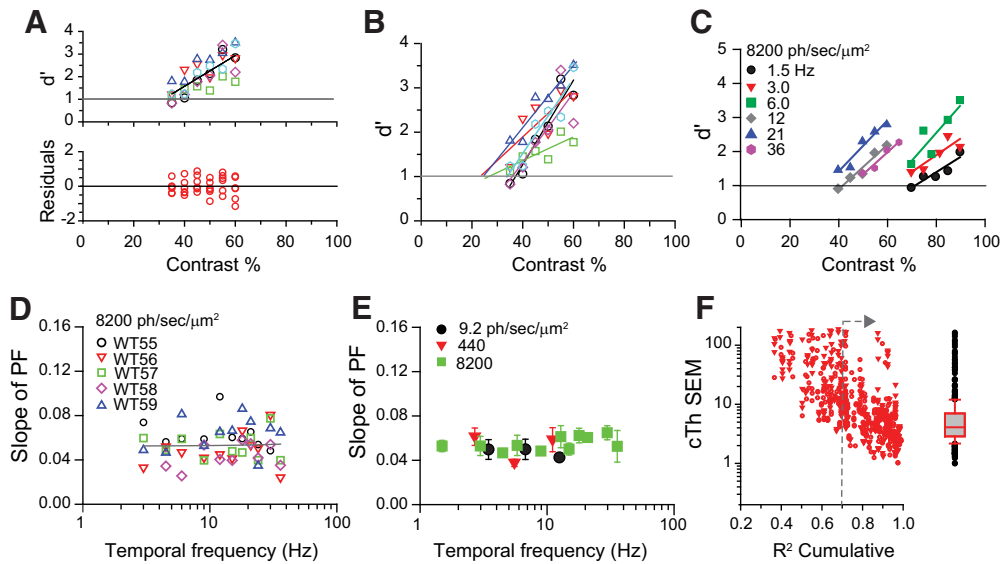 A
d'
4
3
2
1
0
Residuals
2
0
-2
0 20 40 60 80 100
Contrast %
B
d'
4
3
2
1
0
0 20 40 60 80 100
Contrast %
C
8200 ph/sec/µm²
1.5 Hz
3.0
6.0
12
21
36
d'
5
4
3
2
1
0
0 20 40 60 80 100
Contrast %
D
8200 ph/sec/µm²
WT55
WT56
WT57
WT58
WT59
Slope of PF
0.16
0.12
0.08
0.04
0.00
1 10 100
Temporal frequency (Hz)
E
9.2 ph/sec/µm²
440
8200
Slope of PF
0.16
0.12
0.08
0.04
0.00
1 10 100
Temporal frequency (Hz)
F
cTh SEM
100
10
1
0.2 0.4 0.6 0.8 1.0
R² Cumulative